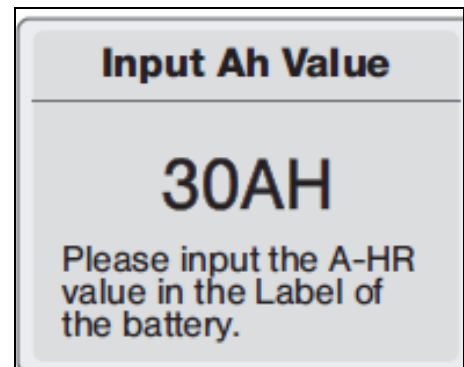 Input Ah Value
30AH
Please input the A-HR
value in the Label of
the battery.